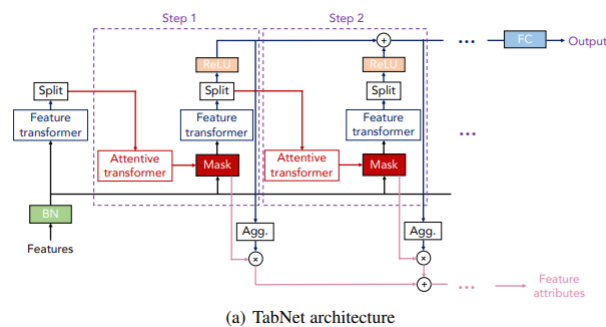 Step 1
Step 2
FC
Output
ReLU
ReLU
Split
Split
Split
Feature
transformer
Feature
transformer
Feature
transformer
Attentive
transformer
Mask
Attentive
transformer
Mask
BN
Features
Agg.
Agg.
Feature
attributes
(a) TabNet architecture